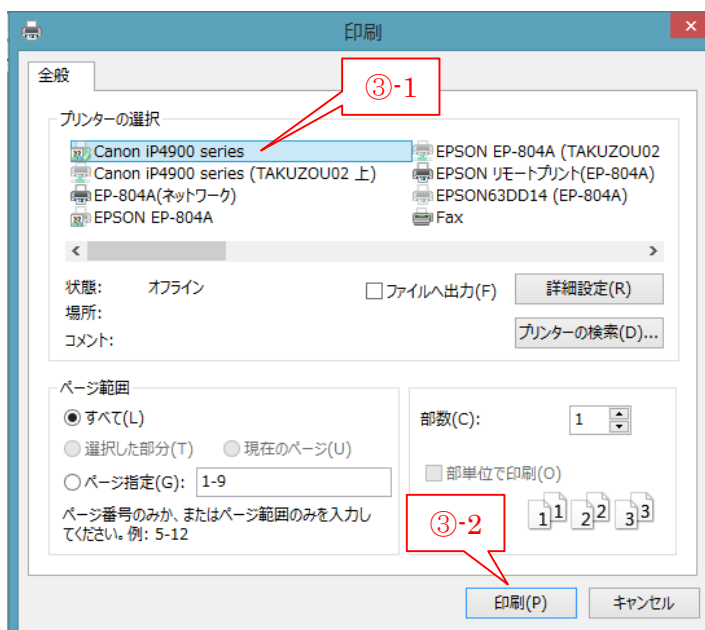 印刷
全般
③-1
プリンターの選択
Canon iP4900 series
Canon iP4900 series (TAKUZOU02 上)
EP-804A(ネットワーク)
EPSON EP-804A
EPSON EP-804A (TAKUZOU02
EPSON リモートプリント(EP-804A)
EPSON63DD14 (EP-804A)
Fax
状態: オフライン
場所:
コメント:
ファイルへ出力(F)
詳細設定(R)
プリンターの検索(D)...
ページ範囲
すべて(L)
選択した部分(T) 現在のページ(U)
ページ指定(G): 1-9
ページ番号のみか、またはページ範囲のみを入力し
てください。例: 5-12
部数(C): 1
部単位で印刷(O)
1 1 2 2 3 3
③-2
印刷(P) キャンセル